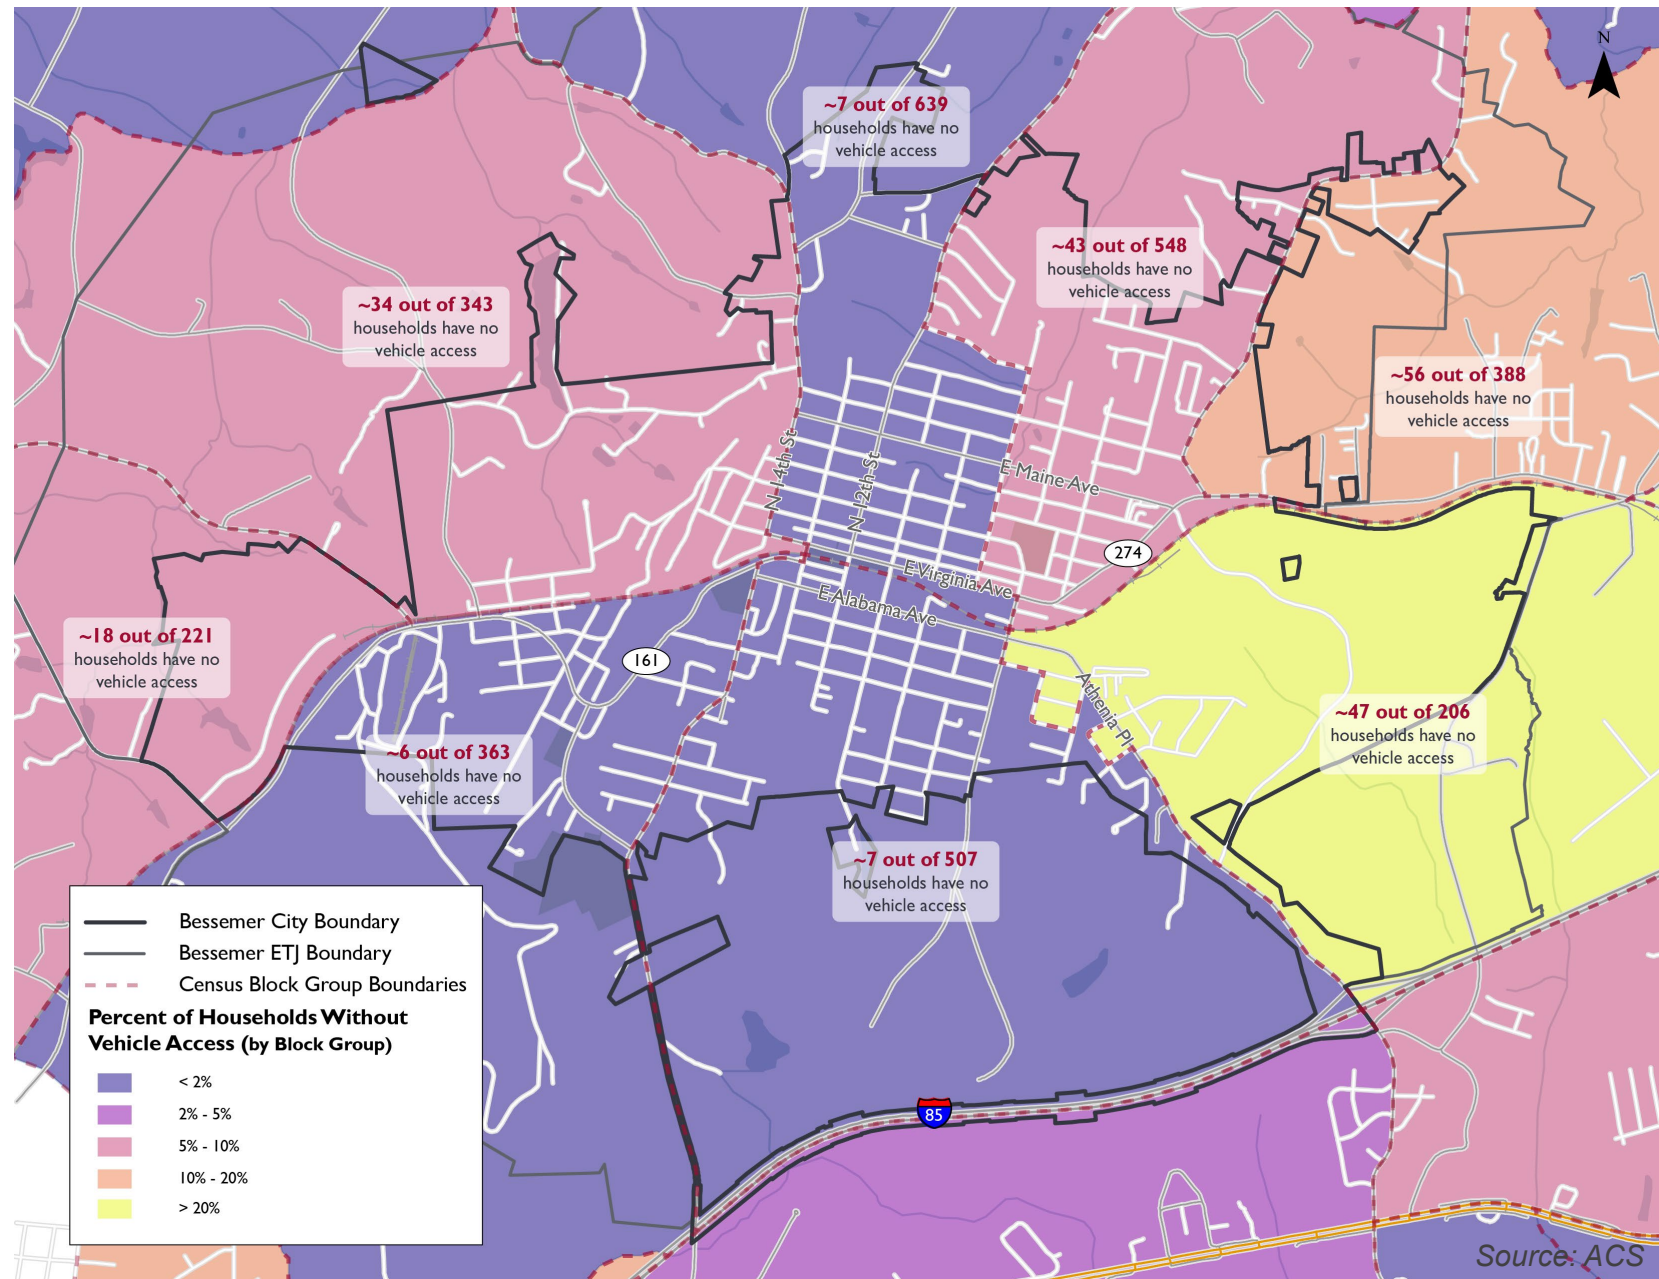 N
~7 out of 639
households have no
vehicle access
~43 out of 548
households have no
vehicle access
~34 out of 343
households have no
vehicle access
~56 out of 388
households have no
vehicle access
N 14th St
N 12th St
E Maine Ave
274
E Virginia Ave
E Alabama Ave
~18 out of 221
households have no
vehicle access
161
Athenia Pl
~47 out of 206
households have no
vehicle access
~6 out of 363
households have no
vehicle access
~7 out of 507
households have no
vehicle access
85
Bessemer City Boundary
Bessemer ETJ Boundary
Census Block Group Boundaries
Percent of Households Without
Vehicle Access (by Block Group)
< 2%
2% - 5%
5% - 10%
10% - 20%
> 20%
Source: ACS